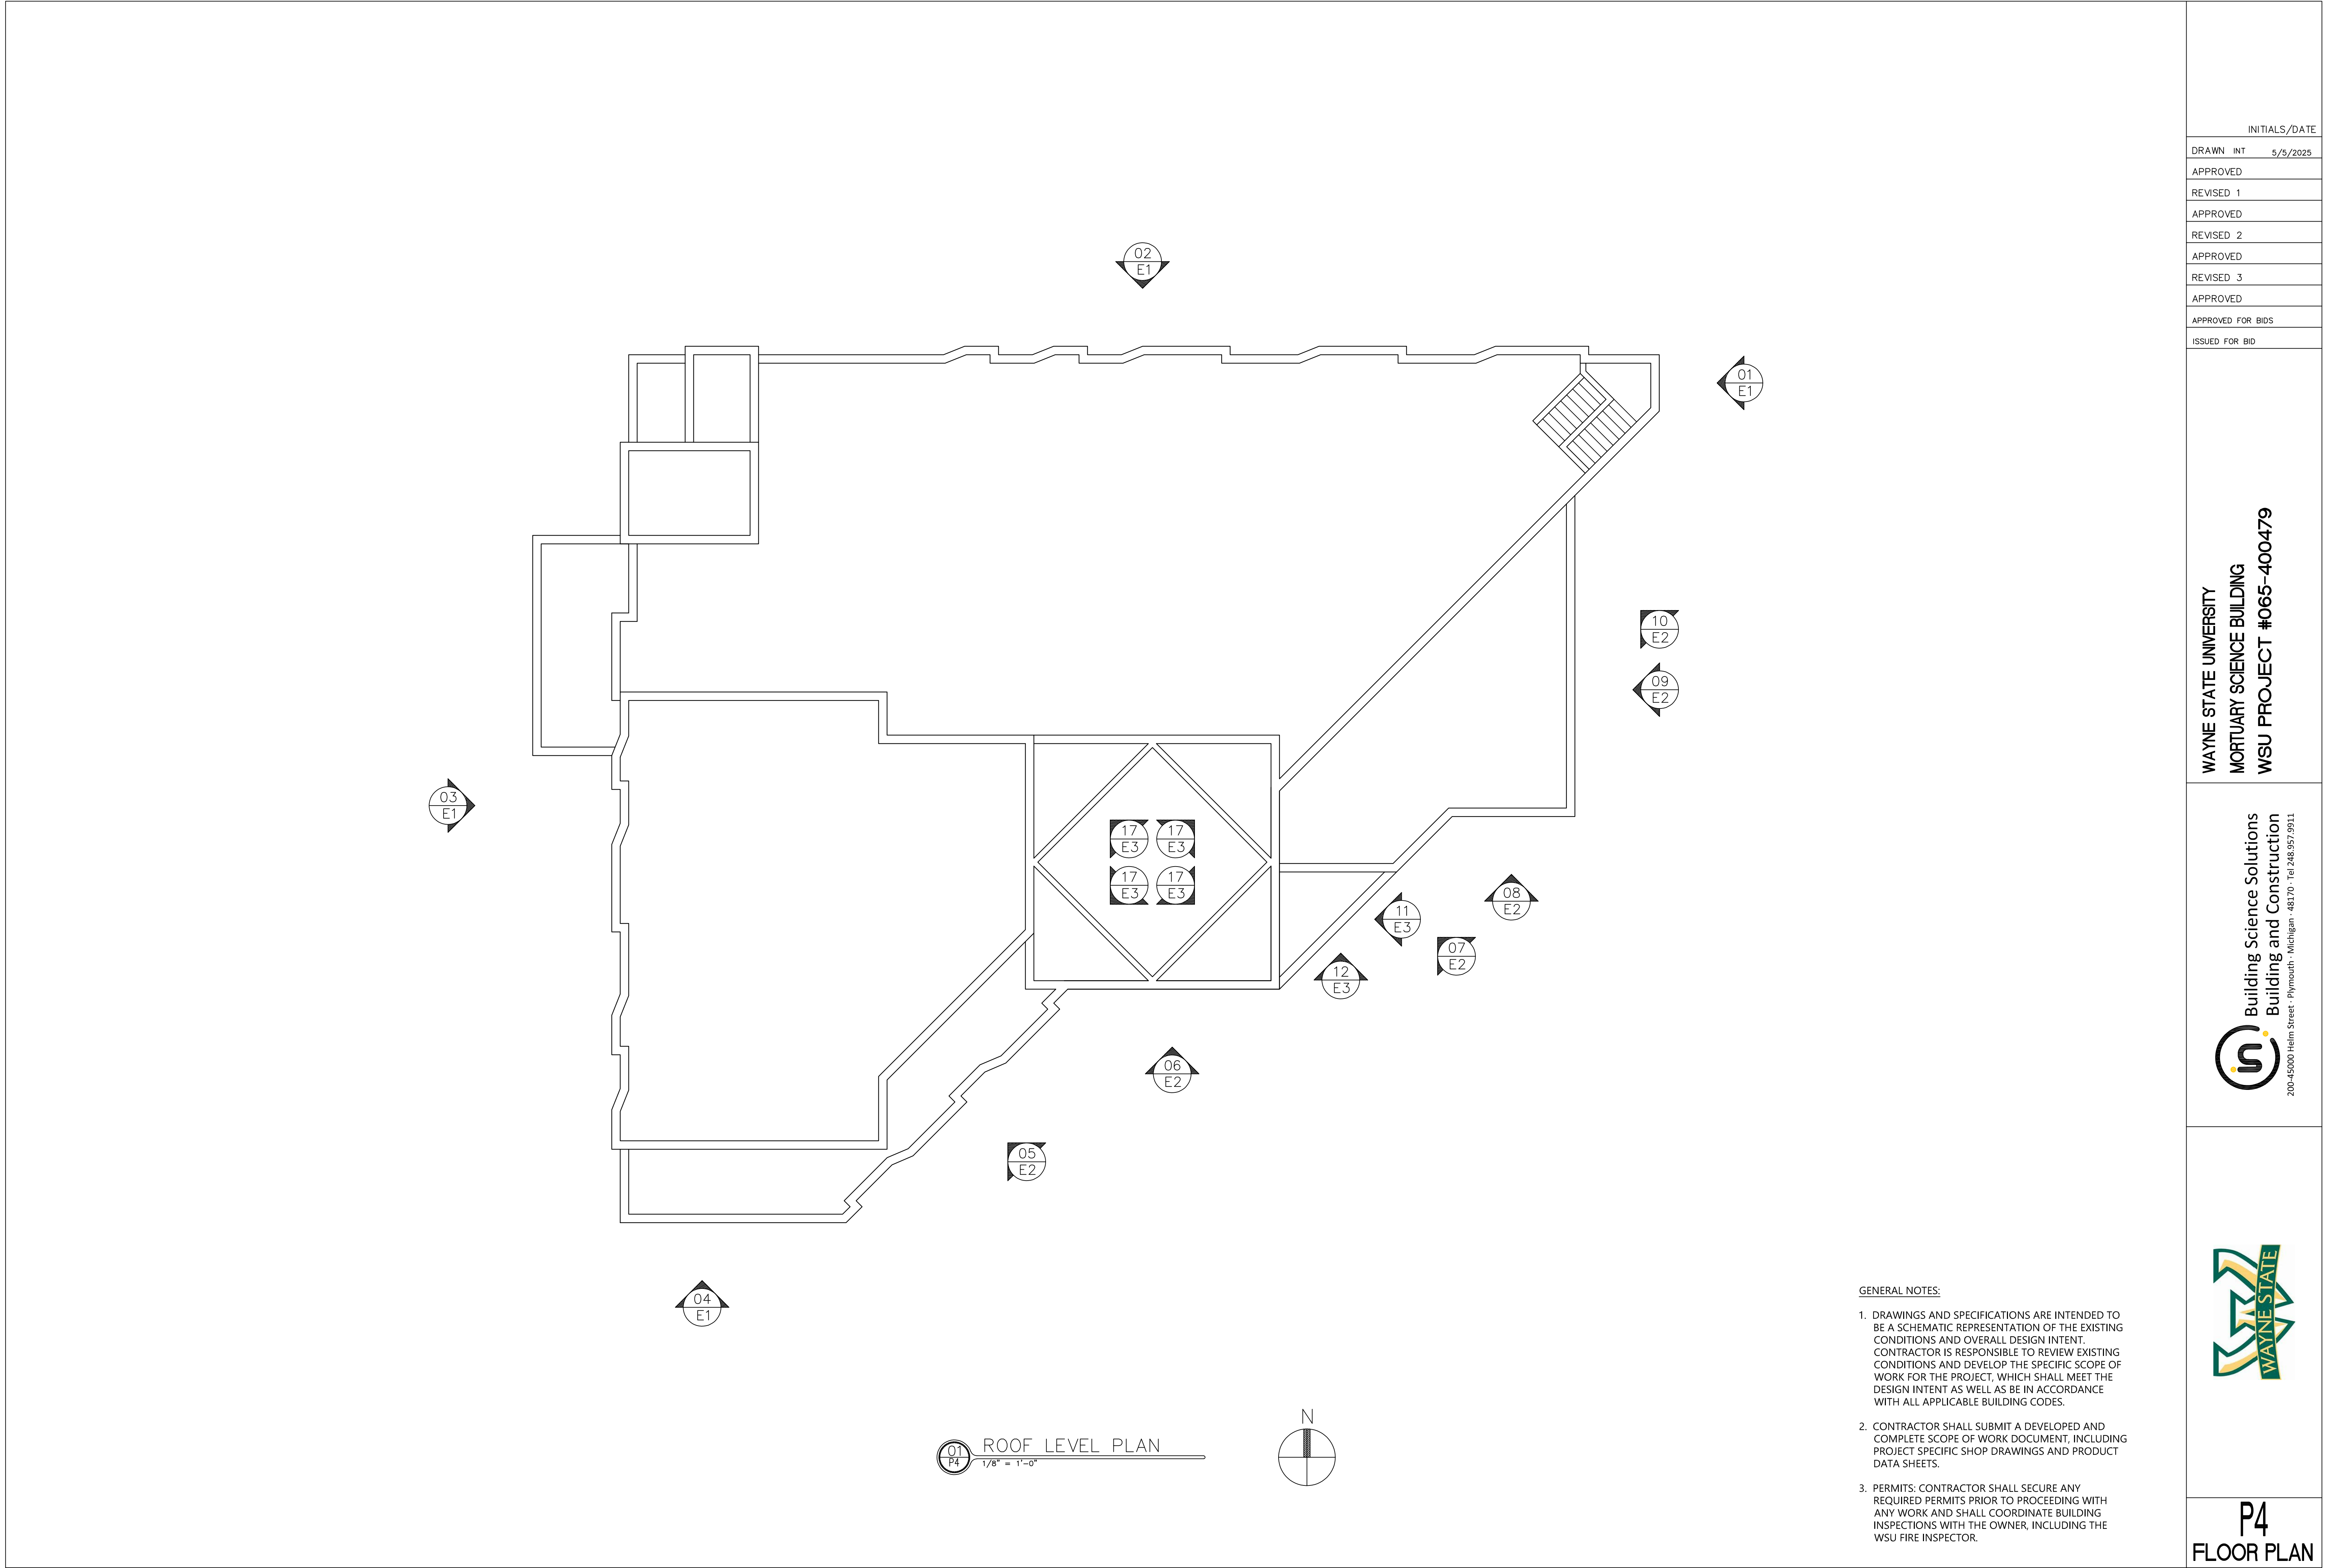 02
E1
01
E1
10
E2
09
E2
03
E1
17
E3
17
E3
17
E3
17
E3
08
E2
11
E3
07
E2
12
E3
06
E2
05
E2
04
E1
01
P4
ROOF LEVEL PLAN
1/8" = 1'-0"
N
GENERAL NOTES:
1. DRAWINGS AND SPECIFICATIONS ARE INTENDED TO
BE A SCHEMATIC REPRESENTATION OF THE EXISTING
CONDITIONS AND OVERALL DESIGN INTENT.
CONTRACTOR IS RESPONSIBLE TO REVIEW EXISTING
CONDITIONS AND DEVELOP THE SPECIFIC SCOPE OF
WORK FOR THE PROJECT, WHICH SHALL MEET THE
DESIGN INTENT AS WELL AS BE IN ACCORDANCE
WITH ALL APPLICABLE BUILDING CODES.
2. CONTRACTOR SHALL SUBMIT A DEVELOPED AND
COMPLETE SCOPE OF WORK DOCUMENT, INCLUDING
PROJECT SPECIFIC SHOP DRAWINGS AND PRODUCT
DATA SHEETS.
3. PERMITS: CONTRACTOR SHALL SECURE ANY
REQUIRED PERMITS PRIOR TO PROCEEDING WITH
ANY WORK AND SHALL COORDINATE BUILDING
INSPECTIONS WITH THE OWNER, INCLUDING THE
WSU FIRE INSPECTOR.
INITIALS/DATE
DRAWN INT 5/5/2025
APPROVED
REVISED 1
APPROVED
REVISED 2
APPROVED
REVISED 3
APPROVED
APPROVED FOR BIDS
ISSUED FOR BID
WAYNE STATE UNIVERSITY
MORTUARY SCIENCE BUILDING
WSU PROJECT #065-400479
Building Science Solutions
Building and Construction
200-45000 Helm Street · Plymouth · Michigan · 48170 · Tel 248.957.9911
WAYNE STATE
P4
FLOOR PLAN